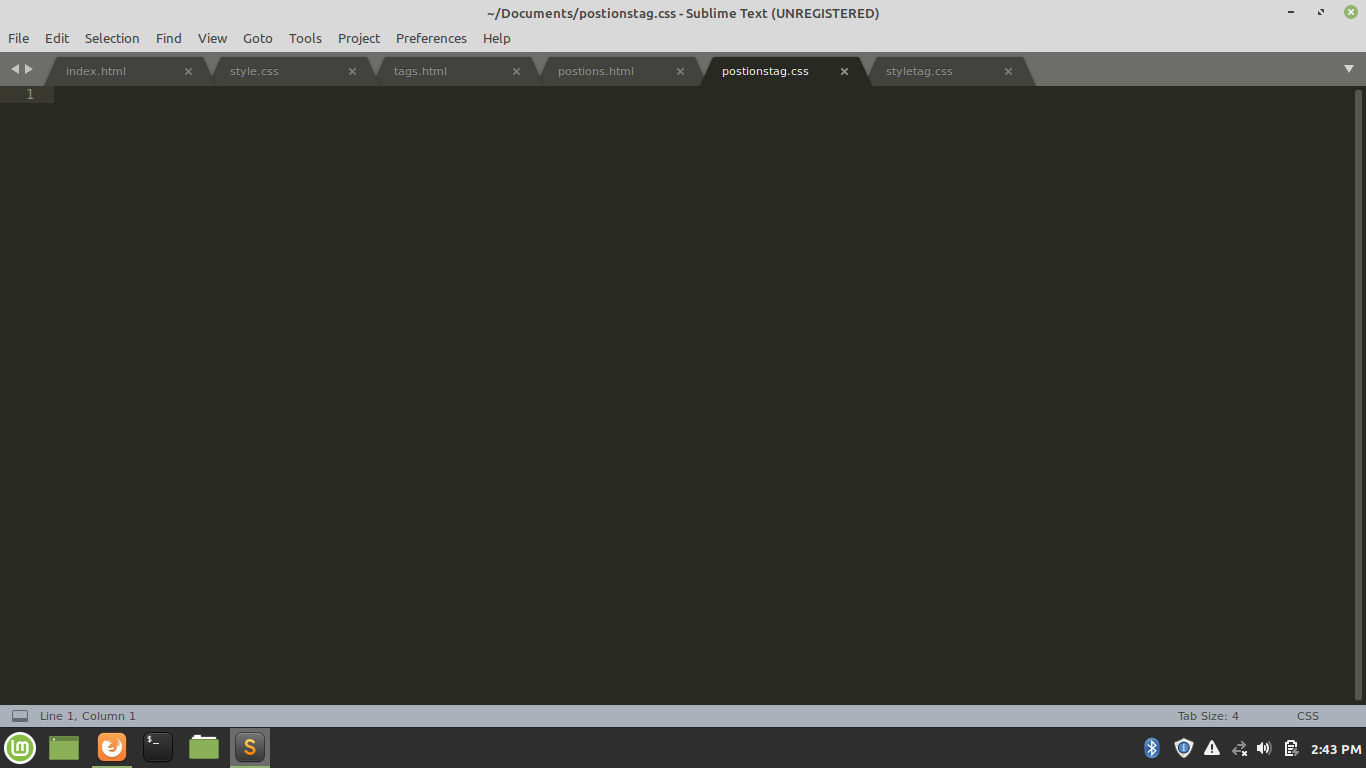 ~/Documents/postionstag.css - Sublime Text (UNREGISTERED)
File Edit Selection Find View Goto Tools Project Preferences Help
index.html style.css tags.html postions.html postionstag.css styletag.css
1
Line 1, Column 1 Tab Size: 4 CSS
lm $_ S 2:43 PM